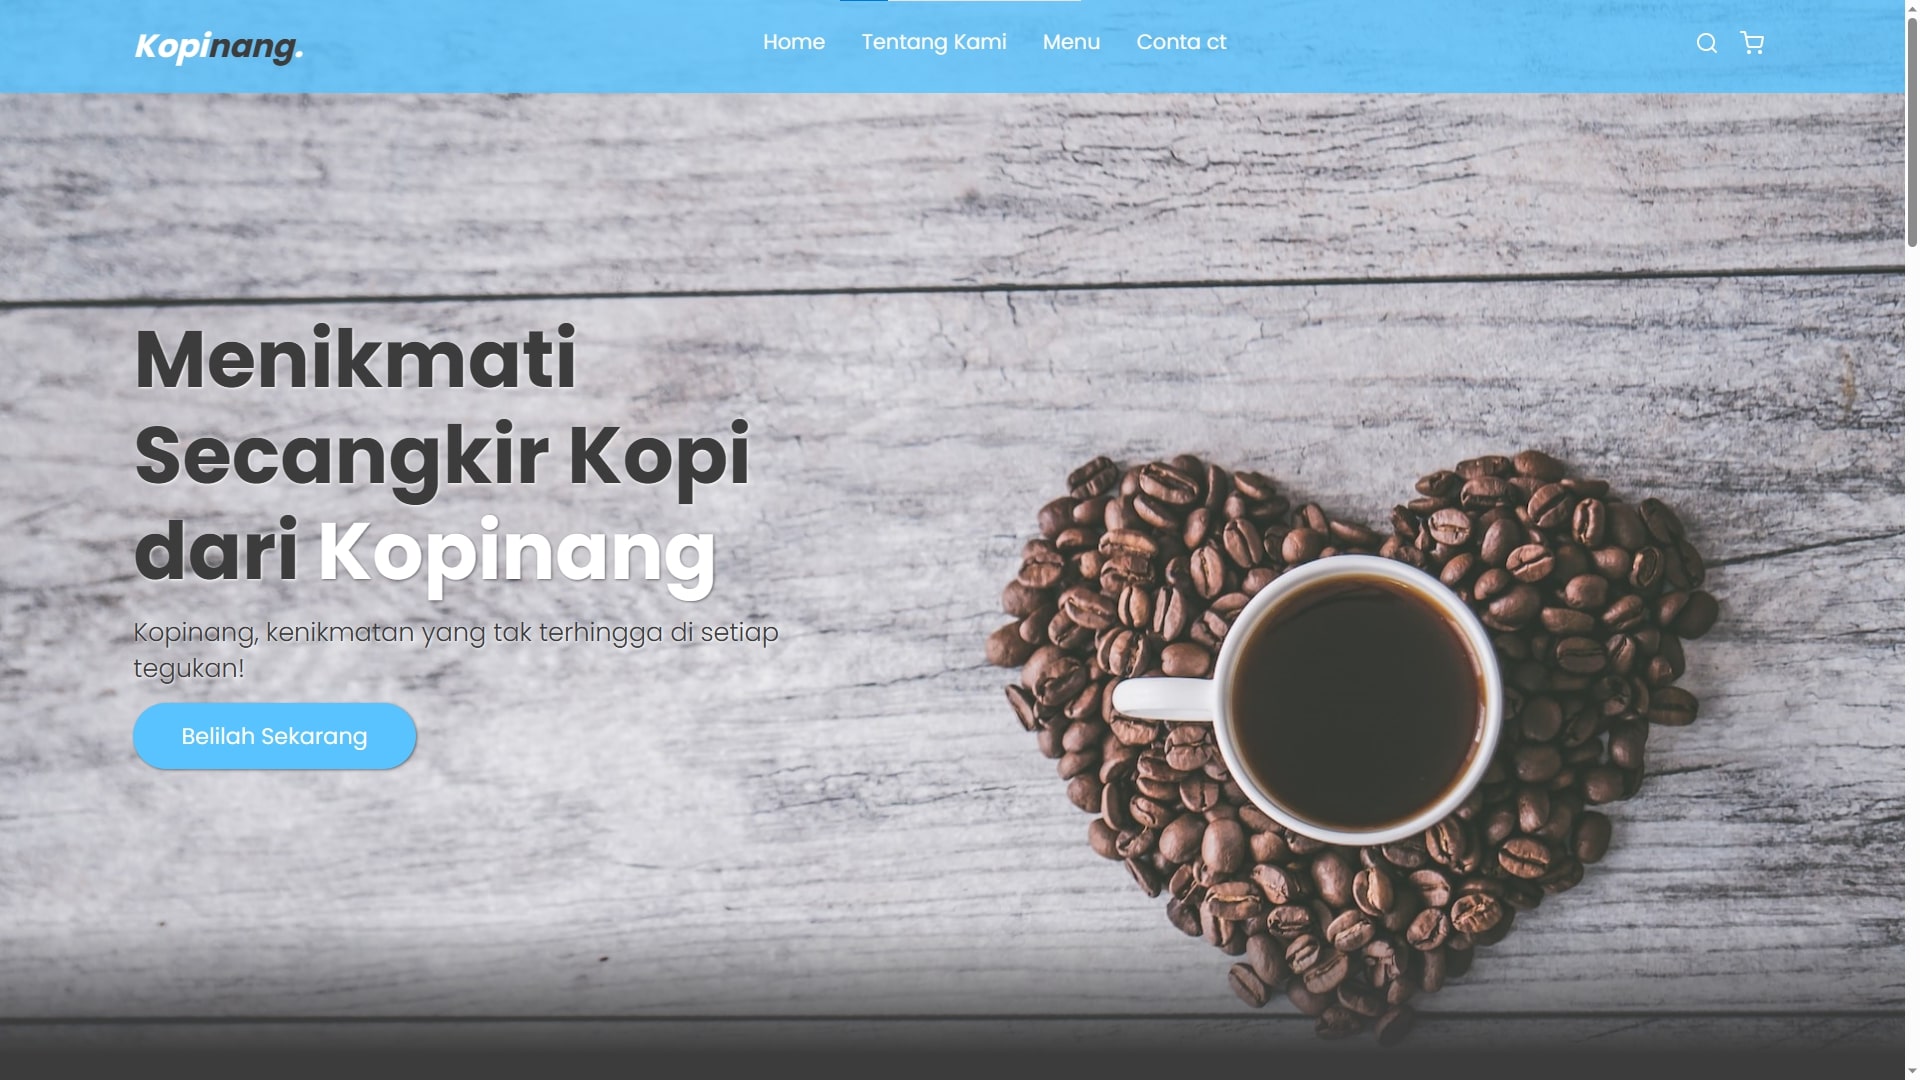 Kopinang.
Home
Tentang Kami
Menu
Conta ct
Menikmati
Secangkir Kopi
dari Kopinang
Kopinang, kenikmatan yang tak terhingga di setiap
tegukan!
Belilah Sekarang